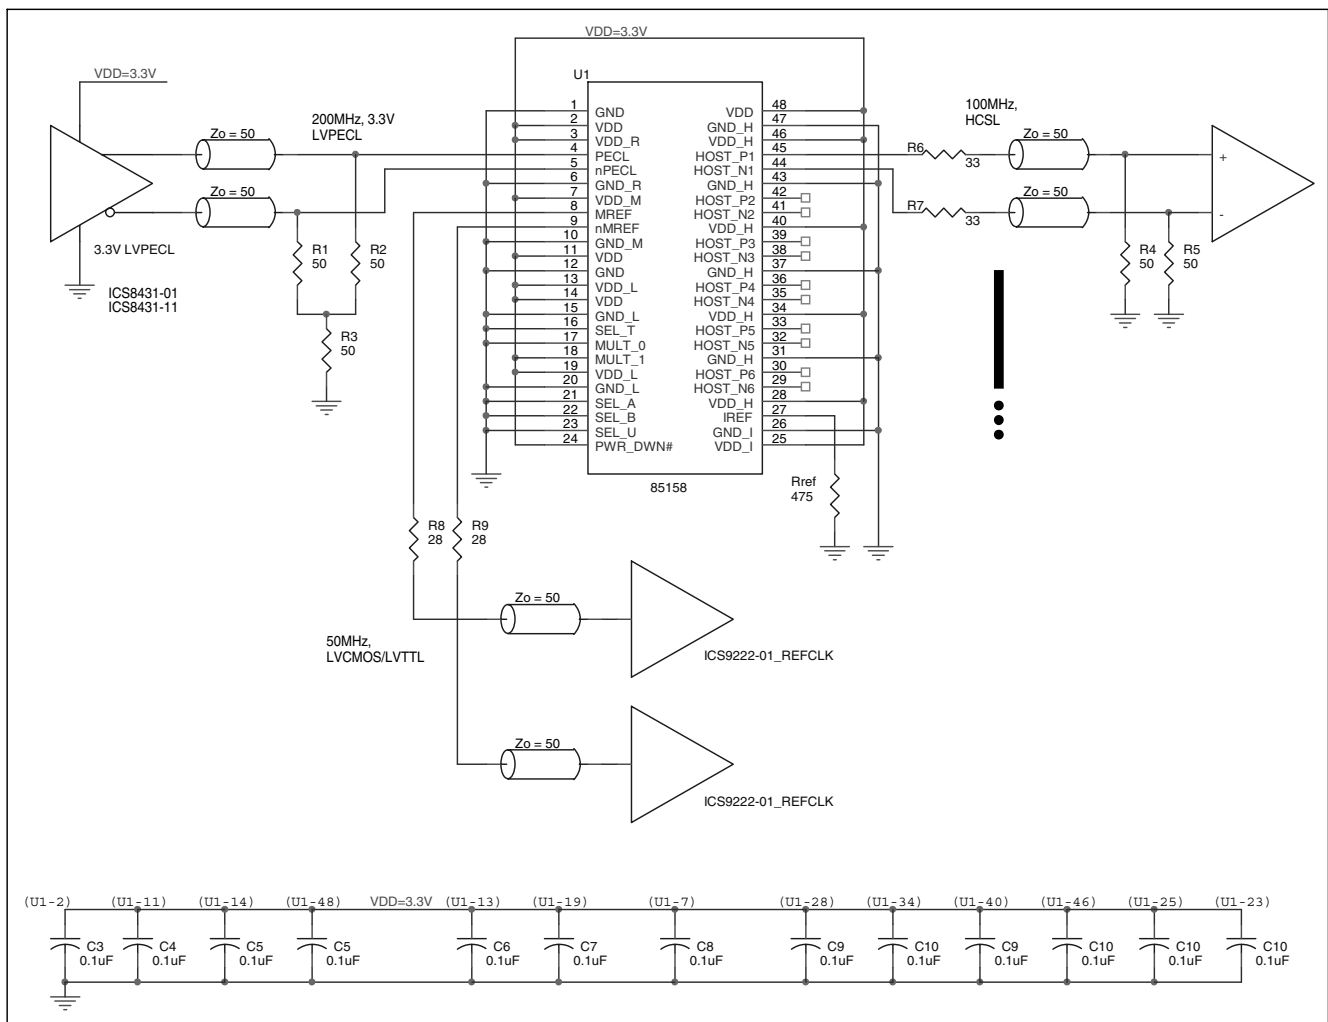 VDD=3.3V
VDD=3.3V
Zo = 50
Zo = 50
200MHz, 3.3V
LVPECL
3.3V LVPECL
ICS8431-01
ICS8431-11
R1
50
R2
50
R3
50
U1
1 GND
2 VDD
3 VDD_R
4 PECL
5 nPECL
6 GND_R
7 VDD_M
8 MREF
9 nMREF
10 GND_M
11 VDD
12 GND
13 VDD_L
14 VDD
15 GND_L
16 SEL_T
17 MULT_0
18 MULT_1
19 VDD_L
20 GND_L
21 SEL_A
22 SEL_B
23 SEL_U
24 PWR_DWN#
VDD 48
GND_H 47
VDD_H 46
HOST_P1 45
HOST_N1 44
GND_H 43
HOST_P2 42
HOST_N2 41
VDD_H 40
HOST_P3 39
HOST_N3 38
GND_H 37
HOST_P4 36
HOST_N4 35
VDD_H 34
HOST_P5 33
HOST_N5 32
GND_H 31
HOST_P6 30
HOST_N6 29
VDD_H 28
IREF 27
GND_I 26
VDD_I 25
85158
100MHz,
HCSL
R6
33
Zo = 50
R7
33
Zo = 50
+
-
R4
50
R5
50
Rref
475
R8
28
R9
28
50MHz,
LVCMOS/LVTTL
Zo = 50
ICS9222-01_REFCLK
Zo = 50
ICS9222-01_REFCLK
(U1-2) (U1-11) (U1-14) (U1-48) VDD=3.3V (U1-13) (U1-19) (U1-7) (U1-28) (U1-34) (U1-40) (U1-46) (U1-25) (U1-23)
C3 C4 C5 C5 C6 C7 C8 C9 C10 C9 C10 C10 C10
0.1uF 0.1uF 0.1uF 0.1uF 0.1uF 0.1uF 0.1uF 0.1uF 0.1uF 0.1uF 0.1uF 0.1uF 0.1uF